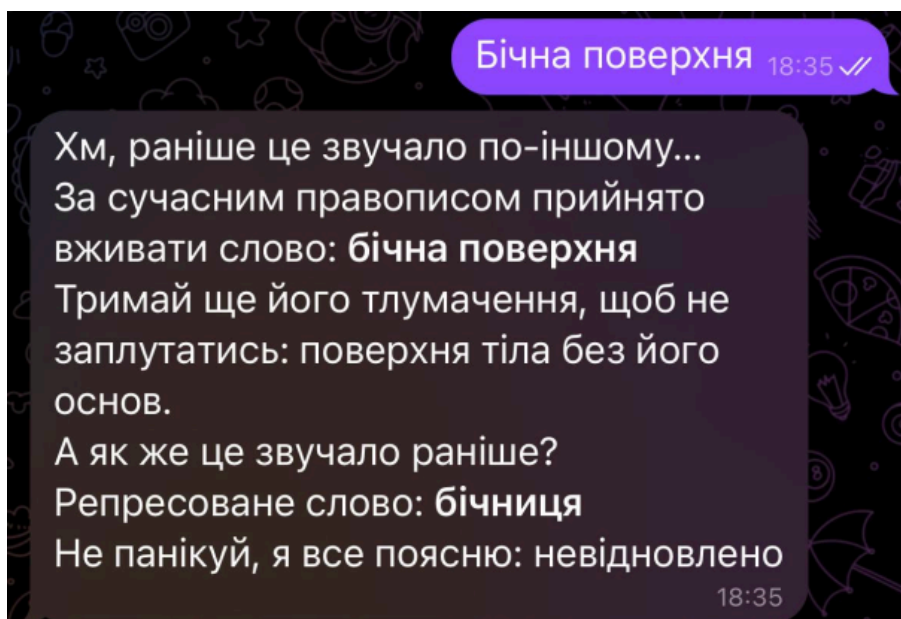 Бічна поверхня 18:35
Хм, раніше це звучало по-іншому...
За сучасним правописом прийнято
вживати слово: бічна поверхня
Тримай ще його тлумачення, щоб не
заплутатись: поверхня тіла без його
основ.
А як же це звучало раніше?
Репресоване слово: бічниця
Не панікуй, я все поясню: невідновлено
18:35